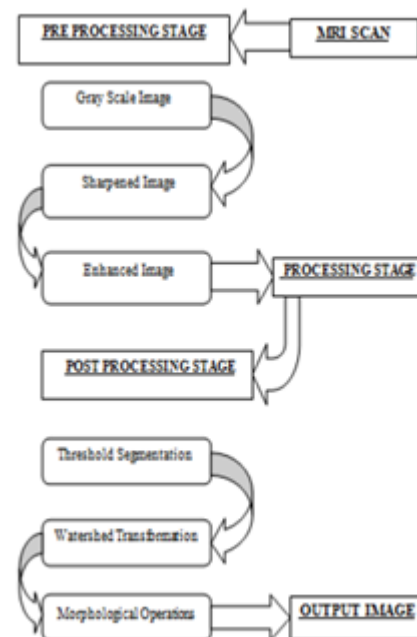 PRE PROCESSING STAGE
MRI SCAN
Gray Scale Image
Sharpened Image
Enhanced Image
PROCESSING STAGE
POST PROCESSING STAGE
Threshold Segmentation
Watershed Transformation
Morphological Operations
OUTPUT IMAGE